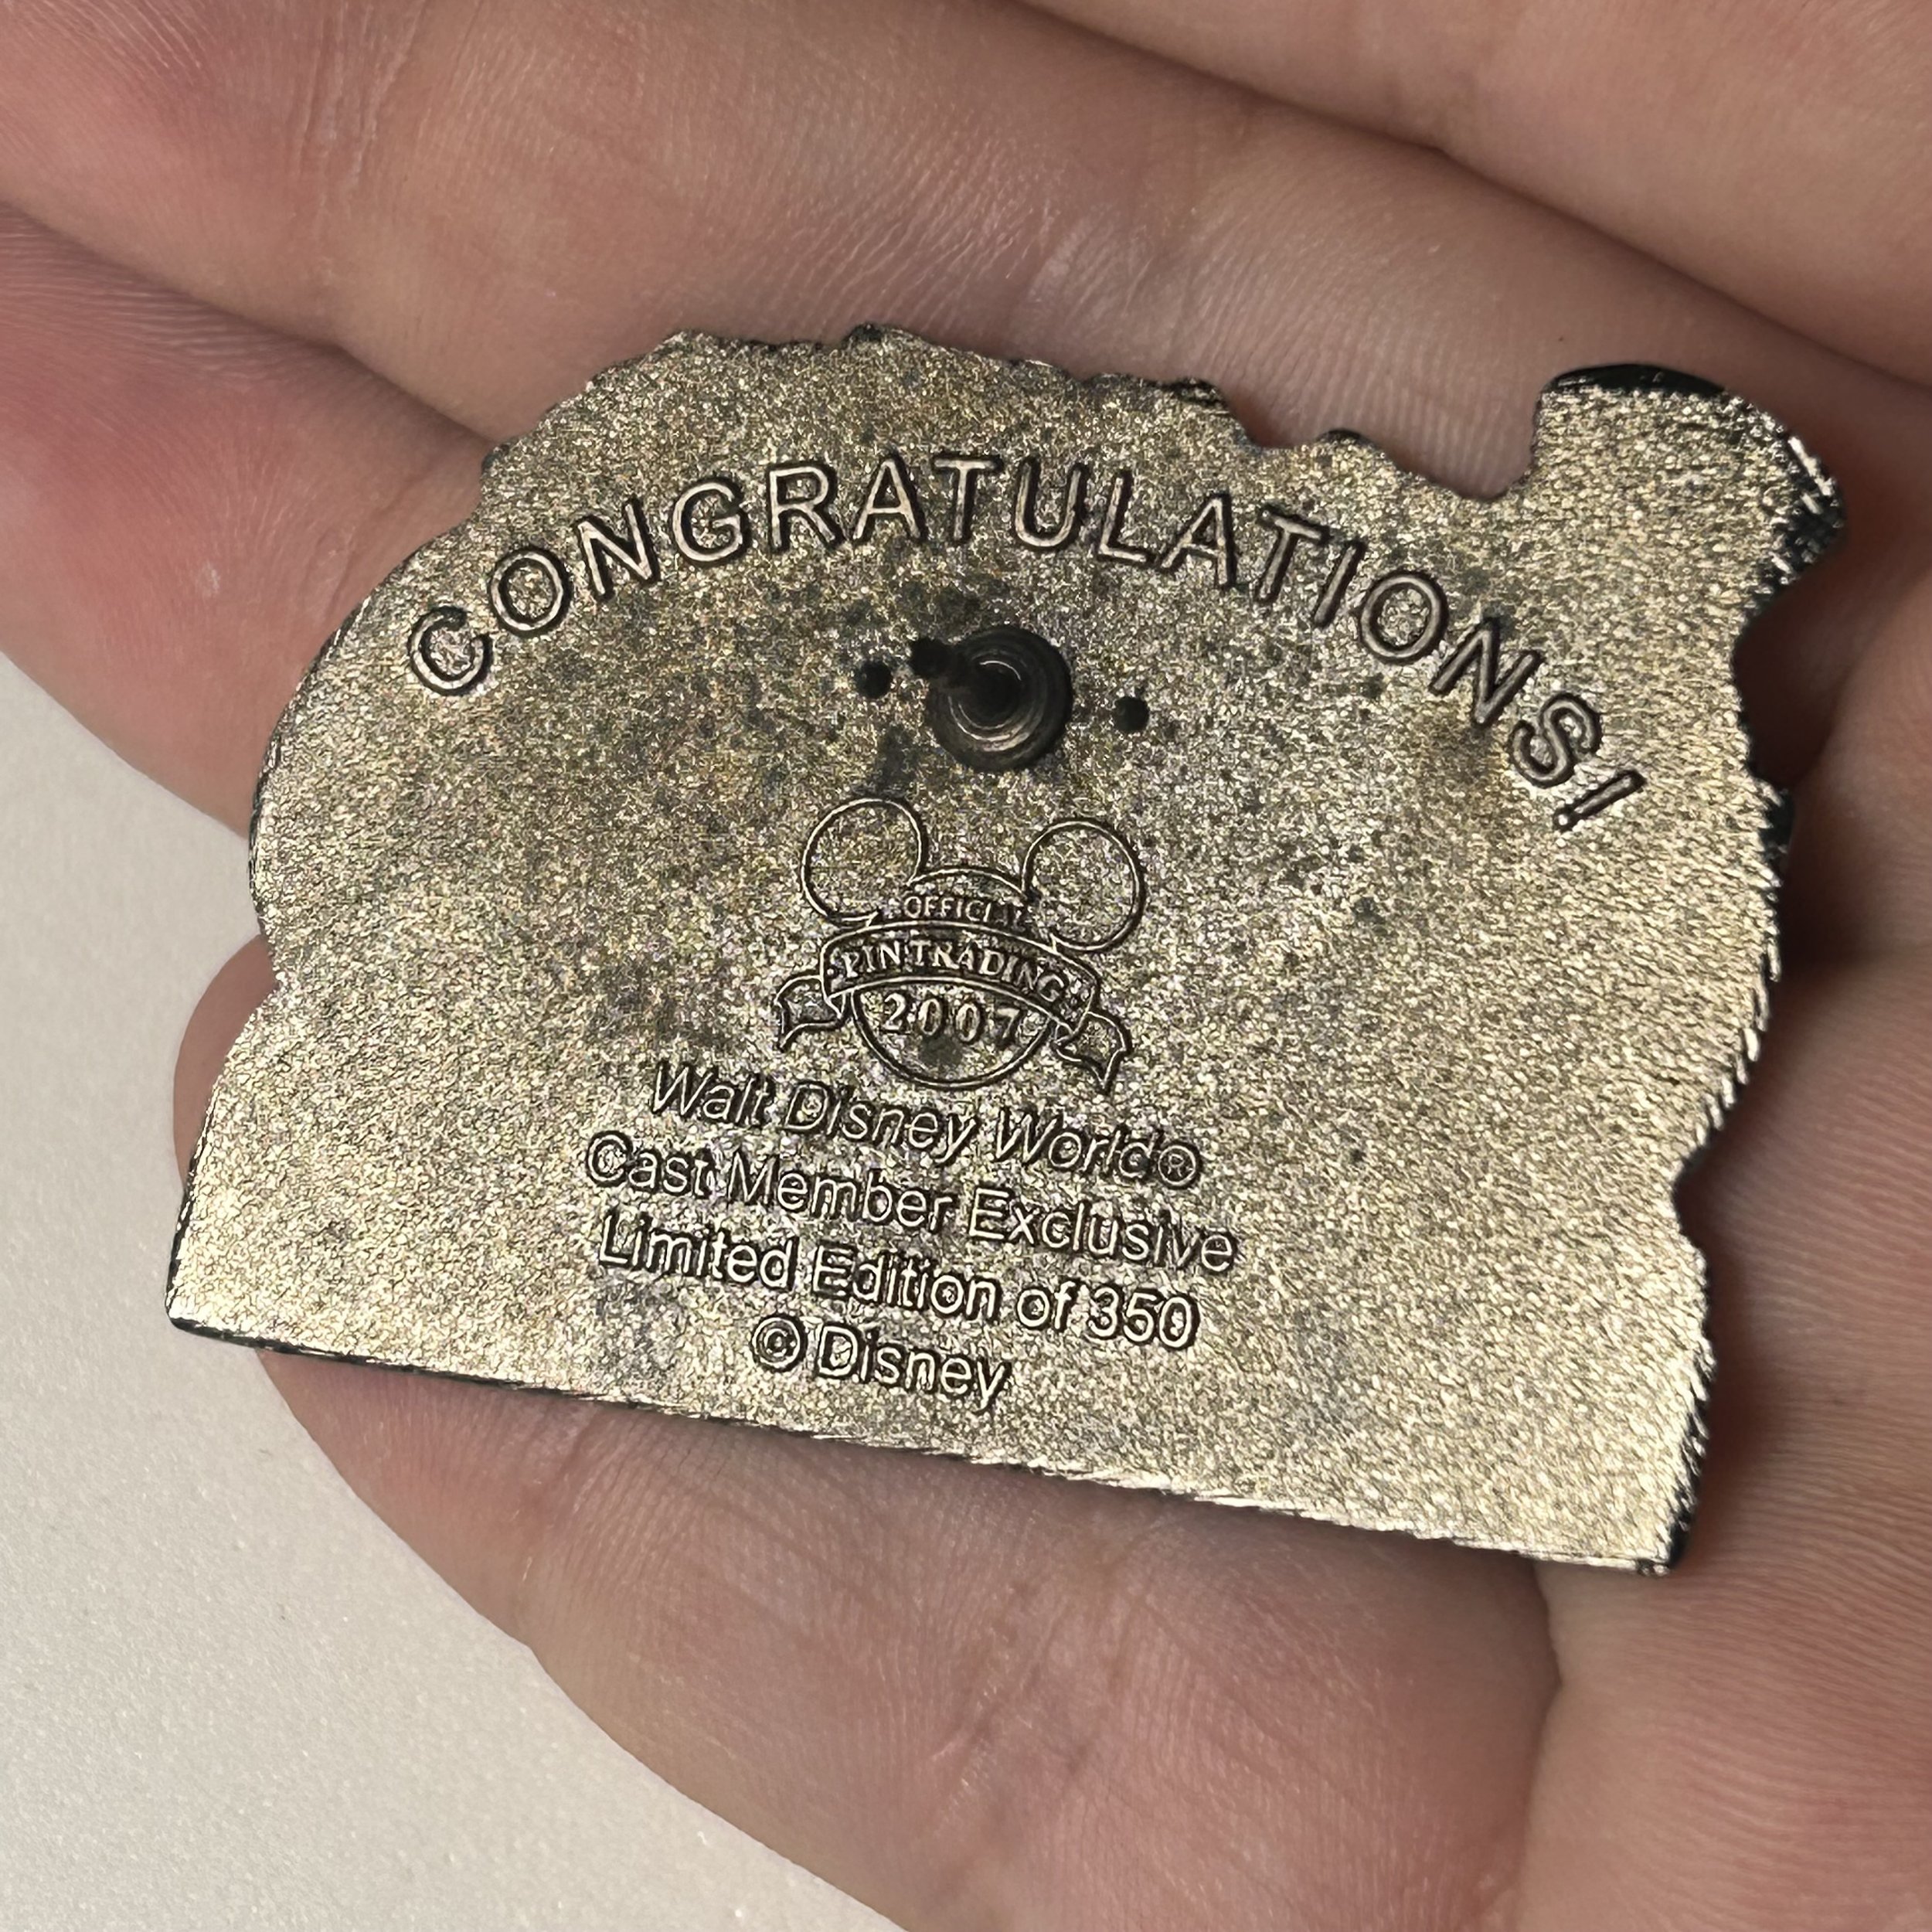 CONGRATULATIONS!
OFFICIAL
PIN TRADING
2007
Walt Disney World®
Cast Member Exclusive
Limited Edition of 350
© Disney